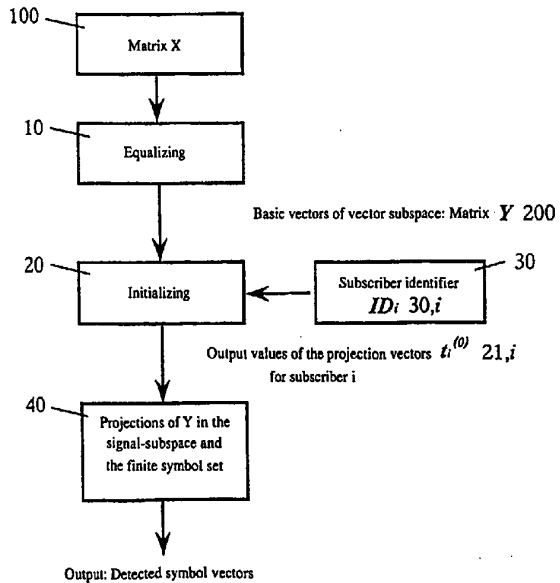 100
Matrix X
10
Equalizing
Basic vectors of vector subspace: Matrix Y 200
20
30
Initializing
Subscriber identifier
IDi 30,i
Output values of the projection vectors ti(0) 21,i
for subscriber i
40
Projections of Y in the
signal-subspace and
the finite symbol set
Output: Detected symbol vectors